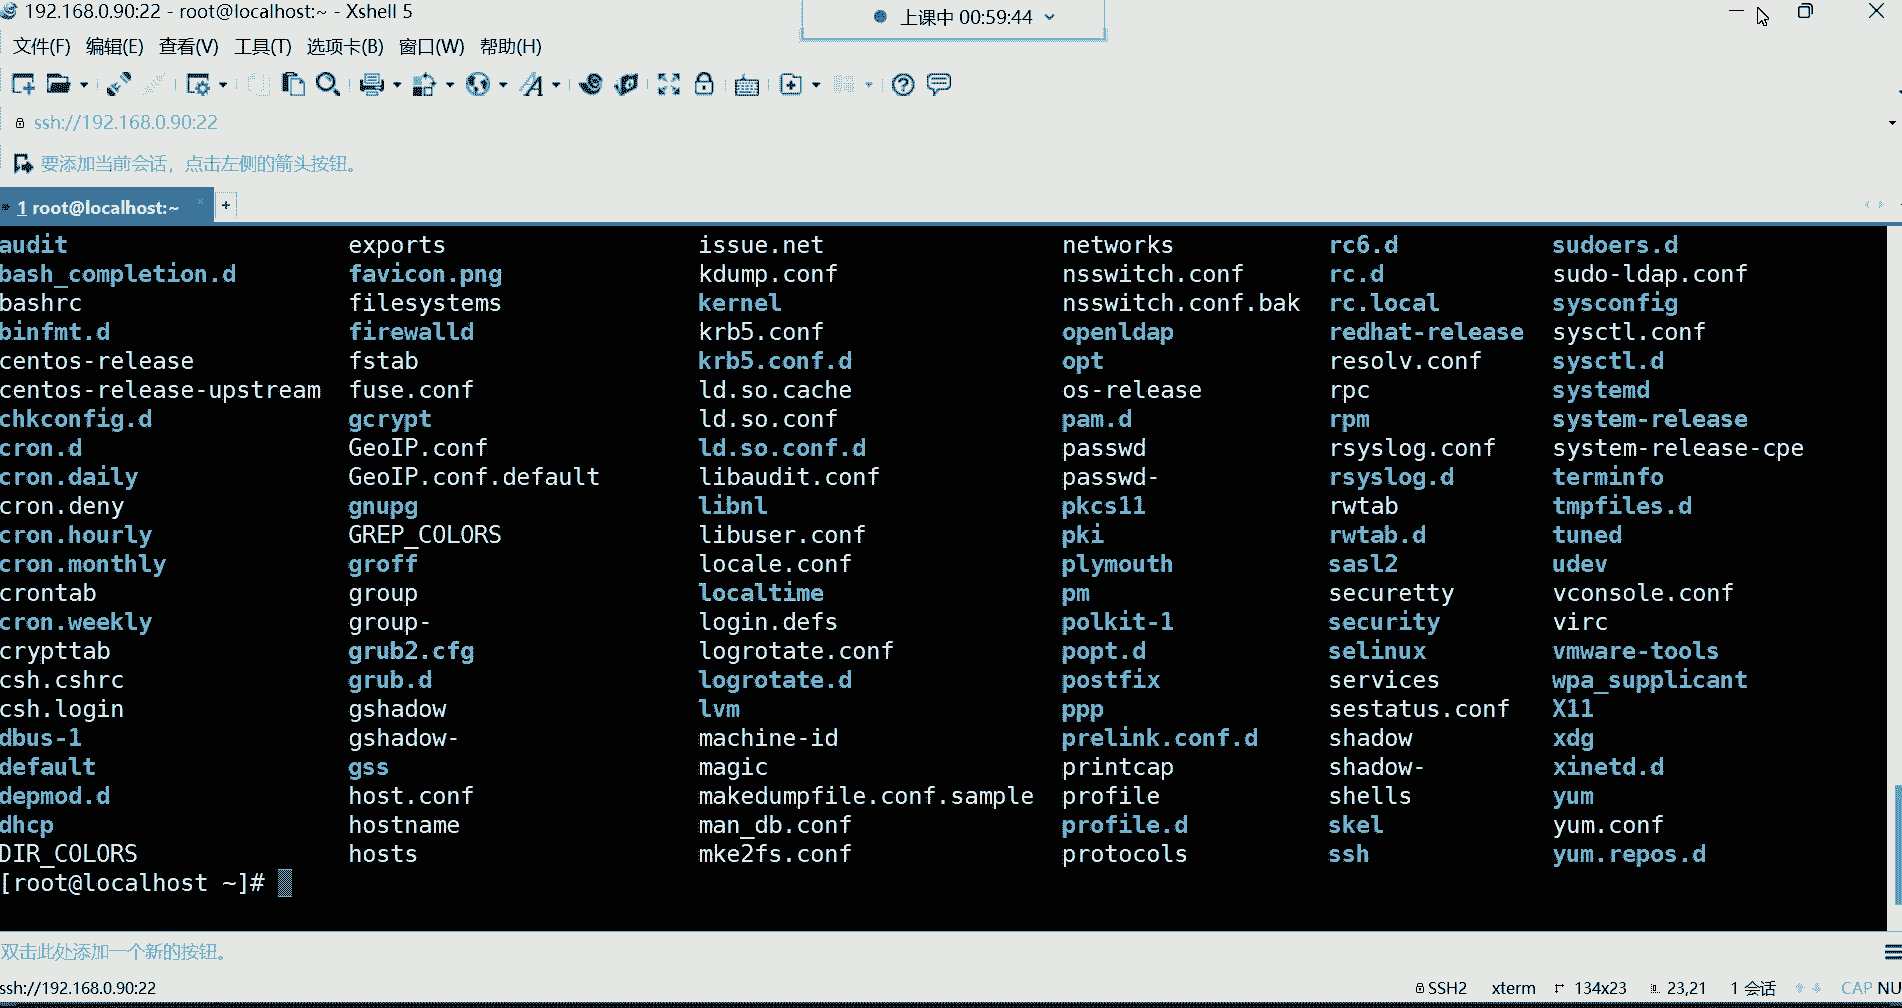 192.168.0.90:22 - root@localhost:~ - Xshell 5
上课中 00:59:44
文件(F) 编辑(E) 查看(V) 工具(T) 选项卡(B) 窗口(W) 帮助(H)
ssh://192.168.0.90:22
要添加当前会话，点击左侧的箭头按钮。
1 root@localhost:~ × +
audit exports issue.net networks rc6.d sudoers.d
bash_completion.d favicon.png kdump.conf nsswitch.conf rc.d sudo-ldap.conf
bashrc filesystems kernel nsswitch.conf.bak rc.local sysconfig
binfmt.d firewalld krb5.conf openldap redhat-release sysctl.conf
centos-release fstab krb5.conf.d opt resolv.conf sysctl.d
centos-release-upstream fuse.conf ld.so.cache os-release rpc systemd
chkconfig.d gcrypt ld.so.conf pam.d rpm system-release
cron.d GeoIP.conf ld.so.conf.d passwd rsyslog.conf system-release-cpe
cron.daily GeoIP.conf.default libaudit.conf passwd- rsyslog.d terminfo
cron.deny gnupg libnl pkcs11 rwtab tmpfiles.d
cron.hourly GREP_COLORS libuser.conf pki rwtab.d tuned
cron.monthly groff locale.conf plymouth sasl2 udev
crontab group localtime pm securetty vconsole.conf
cron.weekly group- login.defs polkit-1 security virc
crypttab grub2.cfg logrotate.conf popt.d selinux vmware-tools
csh.cshrc grub.d logrotate.d postfix services wpa_supplicant
csh.login gshadow lvm ppp sestatus.conf X11
dbus-1 gshadow- machine-id prelink.conf.d shadow xdg
default gss magic printcap shadow- xinetd.d
depmod.d host.conf makedumpfile.conf.sample profile shells yum
dhcp hostname man_db.conf profile.d skel yum.conf
DIR_COLORS hosts mke2fs.conf protocols ssh yum.repos.d
[root@localhost ~]#
双击此处添加一个新的按钮。
ssh://192.168.0.90:22 SSH2 xterm 134x23 23,21 1 会话 CAP NU